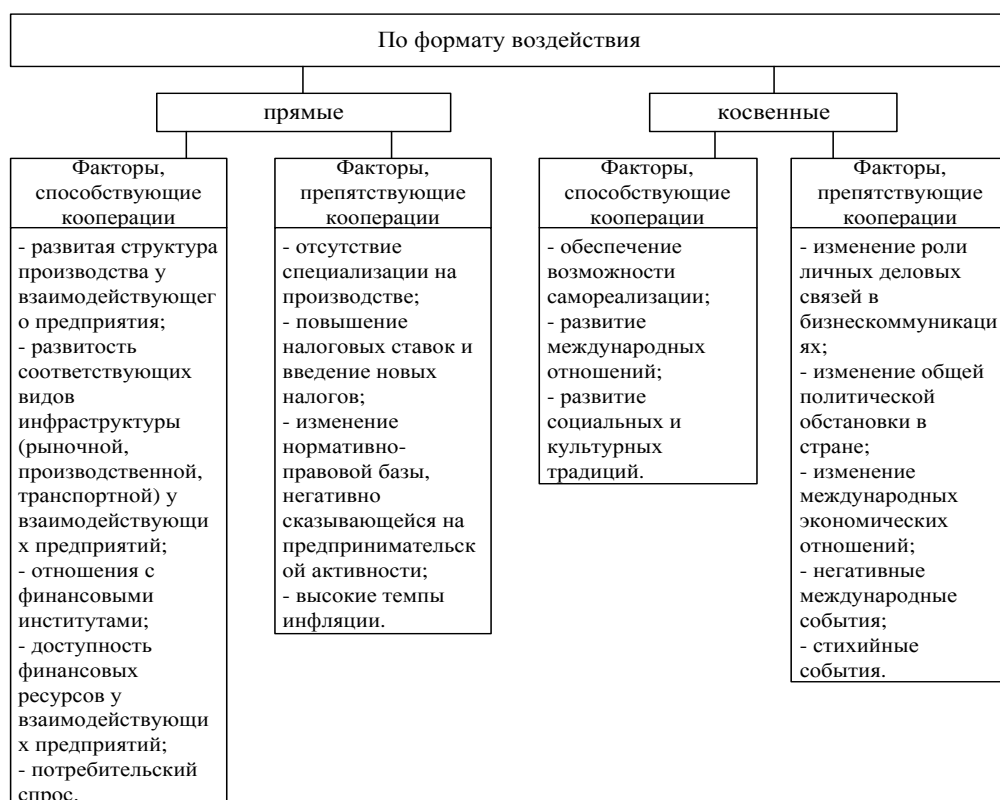 По формату воздействия
прямые
косвенные
Факторы,
способствующие
кооперации
- развитая структура
производства у
взаимодействующег
о предприятия;
- развитость
соответствующих
видов
инфраструктуры
(рыночной,
производственной,
транспортной) у
взаимодействующи
х предприятий;
- отношения с
финансовыми
институтами;
- доступность
финансовых
ресурсов у
взаимодействующи
х предприятий;
- потребительский
спрос.
Факторы,
препятствующие
кооперации
- отсутствие
специализации на
производстве;
- повышение
налоговых ставок и
введение новых
налогов;
- изменение
нормативно-
правовой базы,
негативно
сказывающейся на
предпринимательск
ой активности;
- высокие темпы
инфляции.
Факторы,
способствующие
кооперации
- обеспечение
возможности
самореализации;
- развитие
международных
отношений;
- развитие
социальных и
культурных
традиций.
Факторы,
препятствующие
кооперации
- изменение роли
личных деловых
связей в
бизнескоммуникаци
ях;
- изменение общей
политической
обстановки в
стране;
- изменение
международных
экономических
отношений;
- негативные
международные
события;
- стихийные
события.